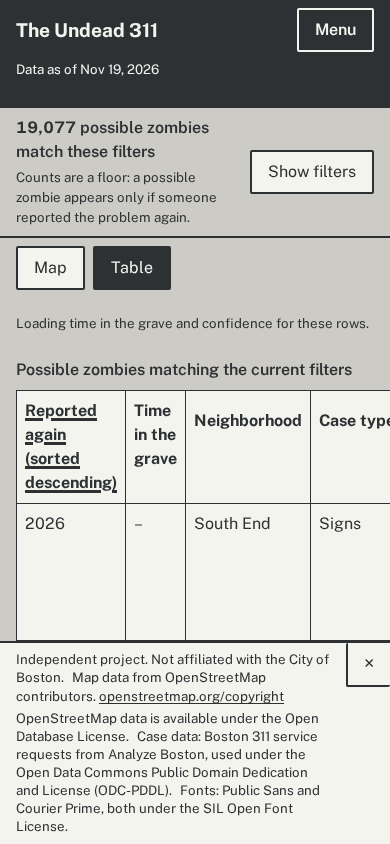 The Undead 311
Menu
Data as of Nov 19, 2026
19,077 possible zombies
match these filters
Counts are a floor: a possible
zombie appears only if someone
reported the problem again.
Show filters
Map
Table
Loading time in the grave and confidence for these rows.
Possible zombies matching the current filters
Reported again (sorted descending)
Time in the grave
Neighborhood
Case type
2026
–
South End
Signs
Independent project. Not affiliated with the City of
Boston. Map data from OpenStreetMap
contributors. openstreetmap.org/copyright
×
OpenStreetMap data is available under the Open
Database License. Case data: Boston 311 service
requests from Analyze Boston, used under the
Open Data Commons Public Domain Dedication
and License (ODC-PDDL). Fonts: Public Sans and
Courier Prime, both under the SIL Open Font
License.